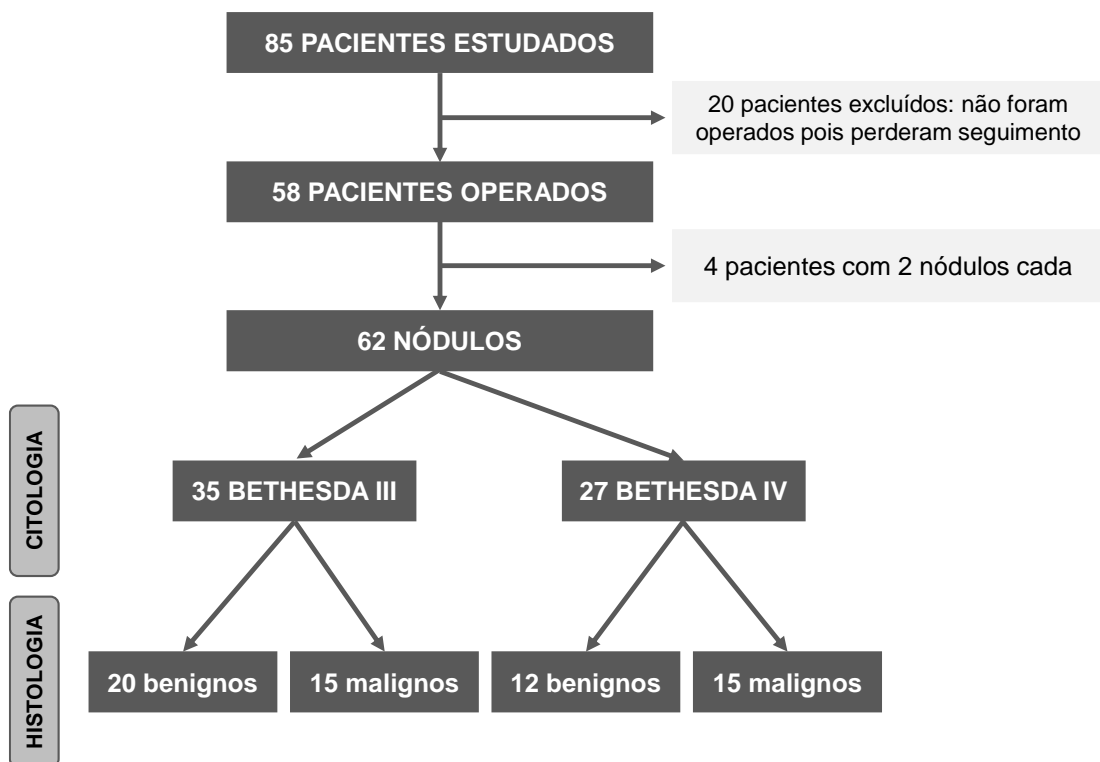 85 PACIENTES ESTUDADOS
20 pacientes excluídos: não foram
operados pois perderam seguimento
58 PACIENTES OPERADOS
4 pacientes com 2 nódulos cada
62 NÓDULOS
CITOLOGIA
35 BETHESDA III
27 BETHESDA IV
HISTOLOGIA
20 benignos
15 malignos
12 benignos
15 malignos